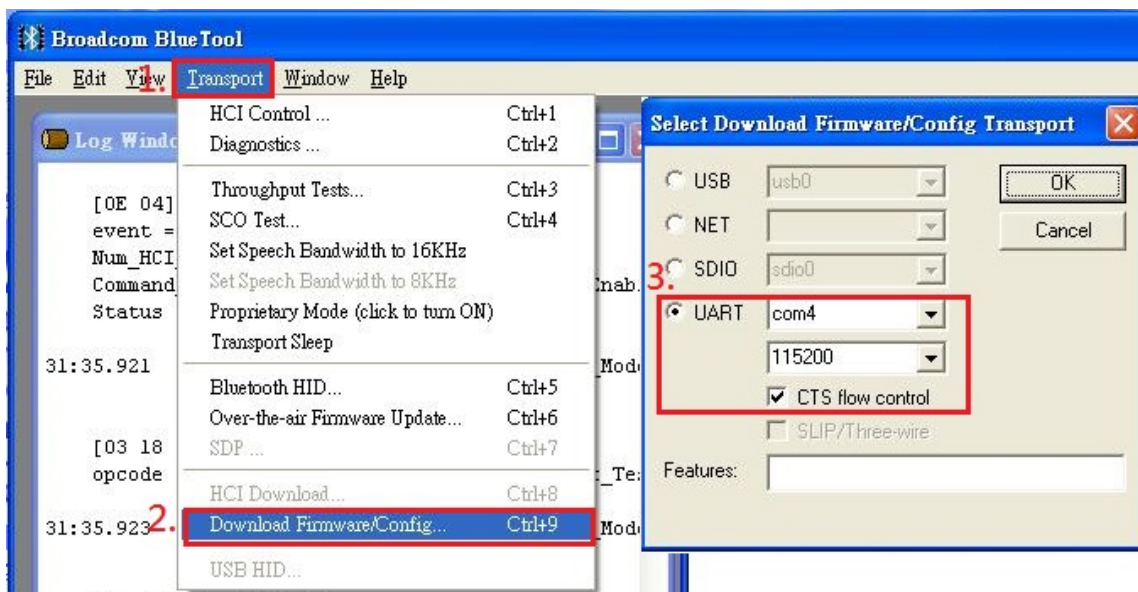 Broadcom BlueTool
1.
File Edit View Transport Window Help
Log
HCI Control ... Ctrl+1
Diagnostics ... Ctrl+2
Throughput Tests... Ctrl+3
SCO Test... Ctrl+4
Set Speech Bandwidth to 16KHz
Set Speech Bandwidth to 8KHz
Proprietary Mode (click to turn ON)
Transport Sleep
Bluetooth HID... Ctrl+5
Over-the-air Firmware Update... Ctrl+6
SDP ... Ctrl+7
HCI Download... Ctrl+8
2.
Download Firmware/Config... Ctrl+9
USB HID...
[0E 04]
event =
Num_HCI_
Command_
Status
31:35.921
[03 18
opcode
31:35.923
Select Download Firmware/Config Transport
USB usb0
OK
NET
Cancel
SDIO sdio0
3.
UART com4
115200
CTS flow control
SLIP/Three-wire
Features: